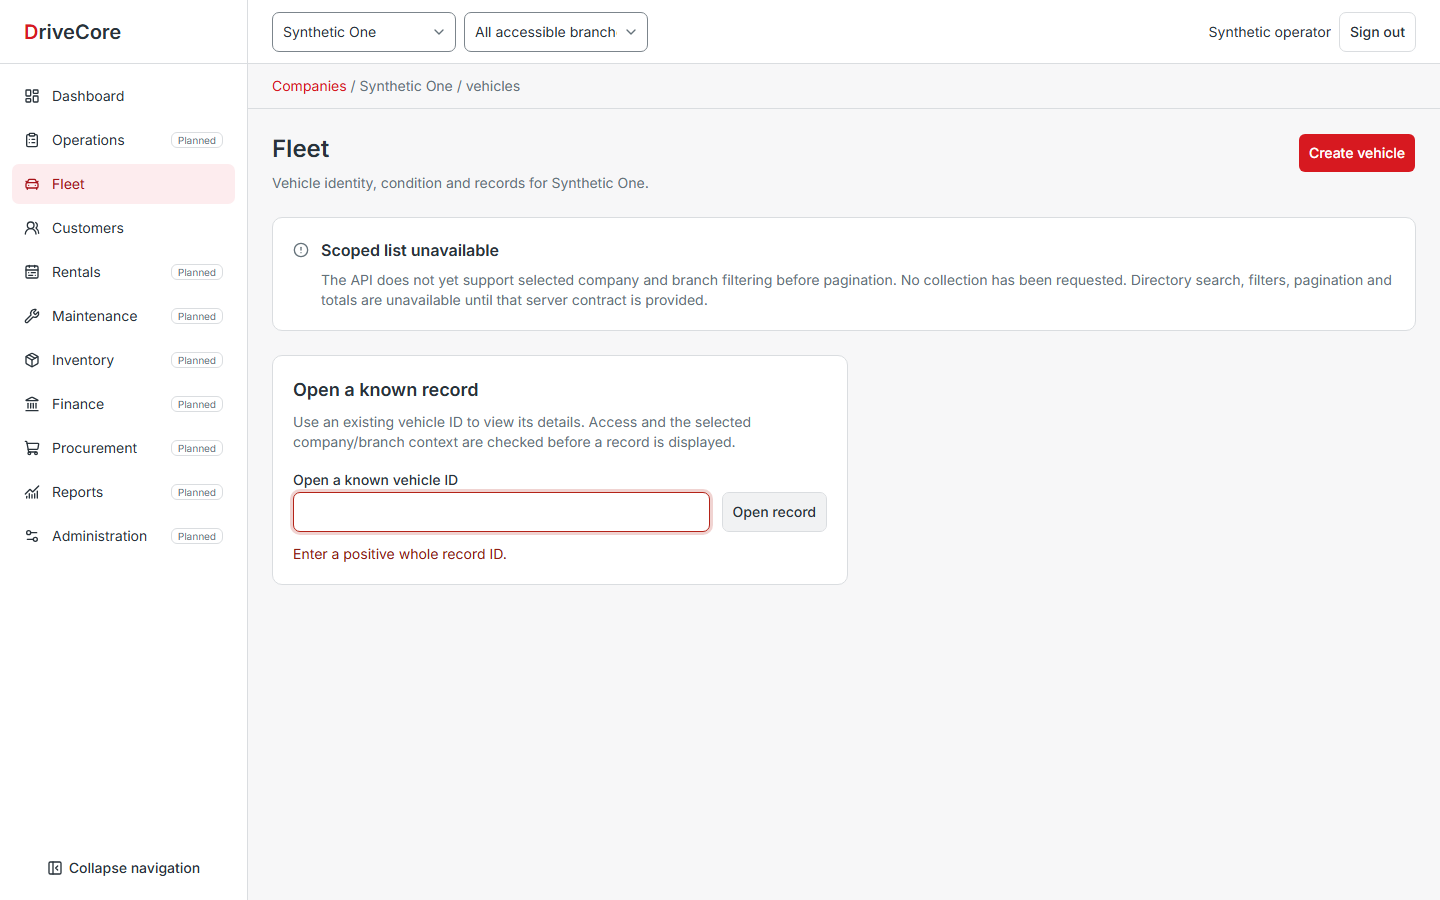 DriveCore
Synthetic One
All accessible branch
Synthetic operator
Sign out
Dashboard
Operations Planned
Fleet
Customers
Rentals Planned
Maintenance Planned
Inventory Planned
Finance Planned
Procurement Planned
Reports Planned
Administration Planned
Collapse navigation
Companies / Synthetic One / vehicles
Fleet
Create vehicle
Vehicle identity, condition and records for Synthetic One.
Scoped list unavailable
The API does not yet support selected company and branch filtering before pagination. No collection has been requested. Directory search, filters, pagination and
totals are unavailable until that server contract is provided.
Open a known record
Use an existing vehicle ID to view its details. Access and the selected
company/branch context are checked before a record is displayed.
Open a known vehicle ID
Open record
Enter a positive whole record ID.